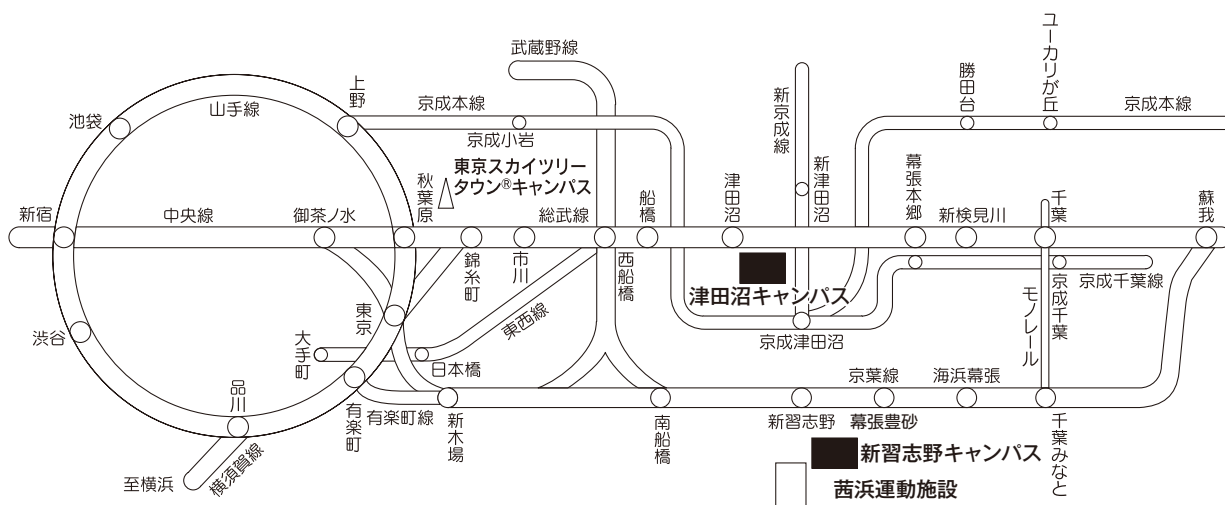 武蔵野線
ユーカリが丘
上野
京成本線
新京成線
勝田台
京成本線
池袋
山手線
京成小岩
東京スカイツリー
タウン®キャンパス
秋葉原
新津田沼
幕張本郷
新宿
中央線
御茶ノ水
総武線
船橋
津田沼
新検見川
千葉
蘇我
錦糸町
市川
西船橋
津田沼キャンパス
京成千葉線
京成千葉
モノレール
東京
東西線
渋谷
大手町
日本橋
京成津田沼
品川
有楽町
有楽町線
新木場
南船橋
新習志野
幕張豊砂
京葉線
海浜幕張
千葉みなと
至横浜
横須賀線
新習志野キャンパス
茜浜運動施設